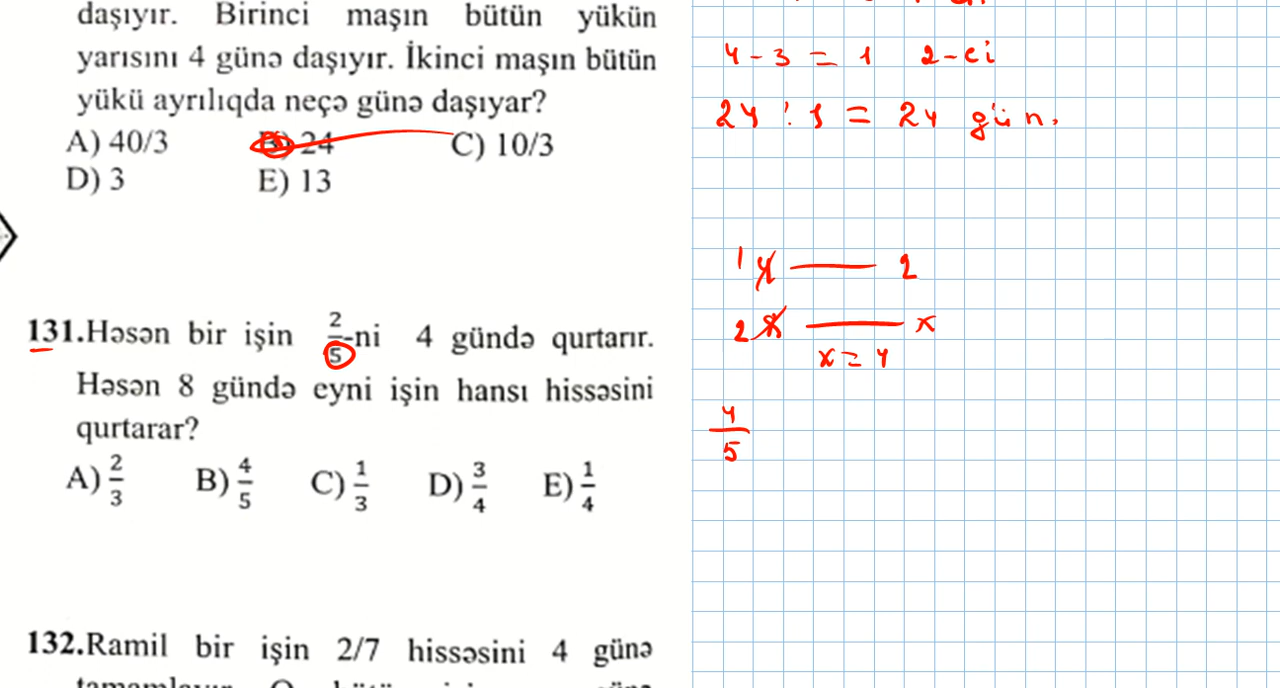 daşıyır. Birinci maşın bütün yükün
yarısını 4 günə daşıyır. İkinci maşın bütün
yükü ayrılıqda neçə günə daşıyar?
A) 40/3 B) 24 C) 10/3
D) 3 E) 13
131.Həsən bir işin 2/5-ni 4 gündə qurtarır.
Həsən 8 gündə eyni işin hansı hissəsini
qurtarar?
A) 2/3 B) 4/5 C) 1/3 D) 3/4 E) 1/4
132.Ramil bir işin 2/7 hissəsini 4 günə
4 - 3 = 1 2-ci
24 : 1 = 24 gün.
1 4 — 2
2 8 — x
x = 4
4/5